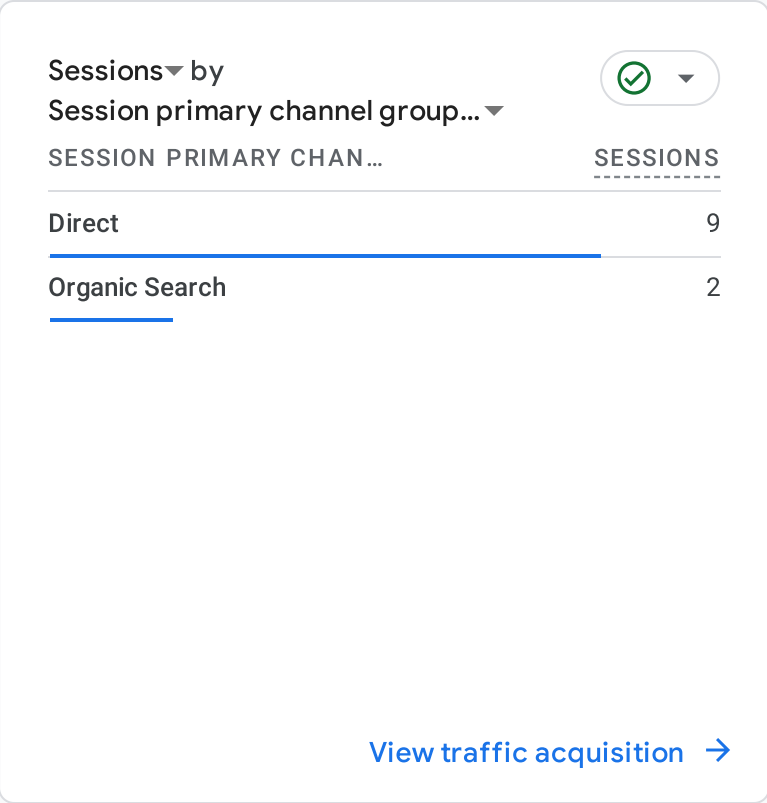 Sessions by
Session primary channel group...
SESSION PRIMARY CHAN... SESSIONS
Direct 9
Organic Search 2
View traffic acquisition